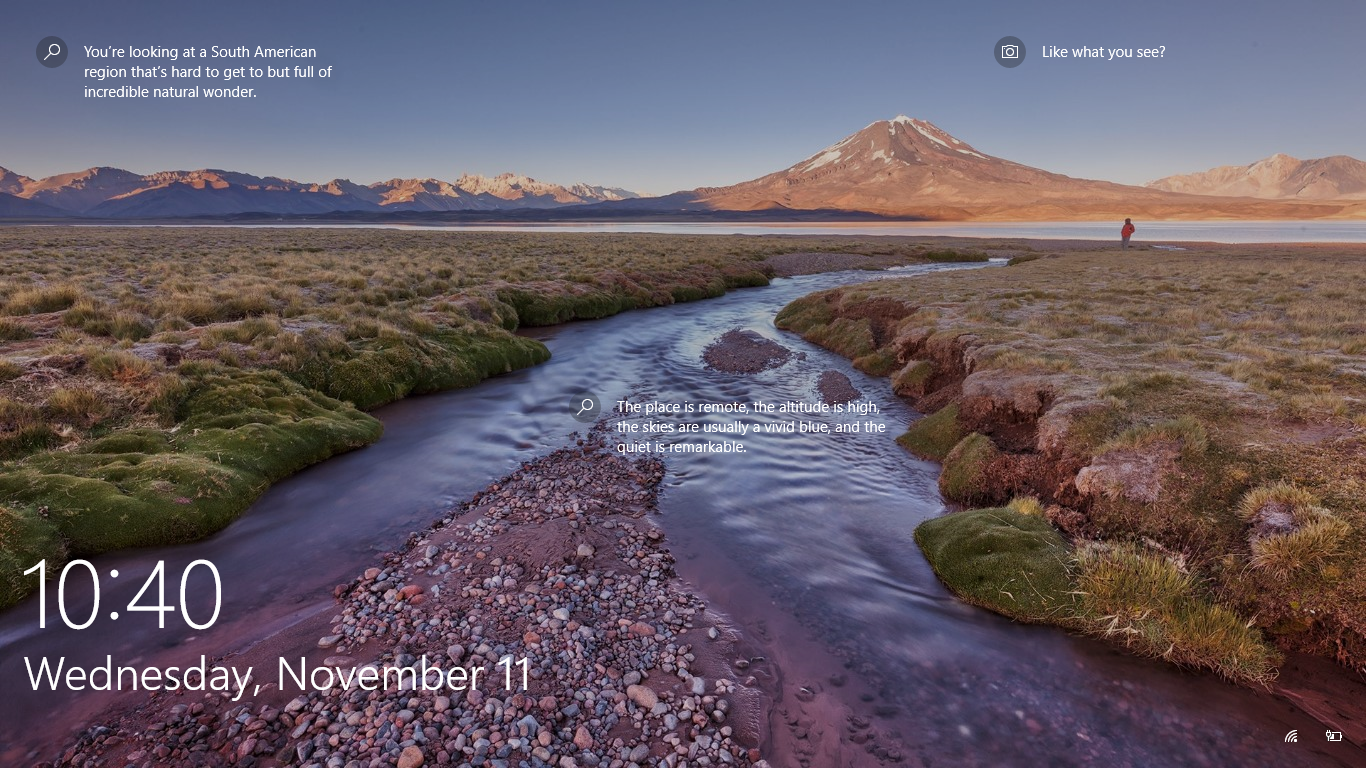 You're looking at a South American
region that's hard to get to but full of
incredible natural wonder.
Like what you see?
The place is remote, the altitude is high,
the skies are usually a vivid blue, and the
quiet is remarkable.
10:40
Wednesday, November 11